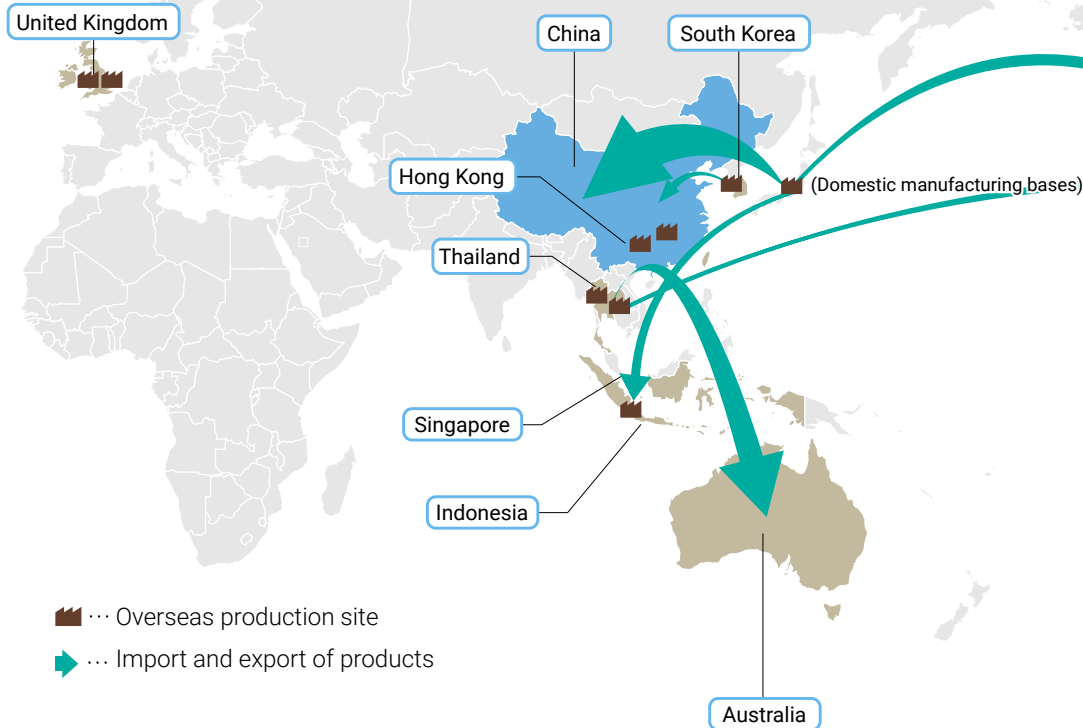 United Kingdom
China
South Korea
Hong Kong
(Domestic manufacturing bases)
Thailand
Singapore
Indonesia
… Overseas production site
… Import and export of products
Australia